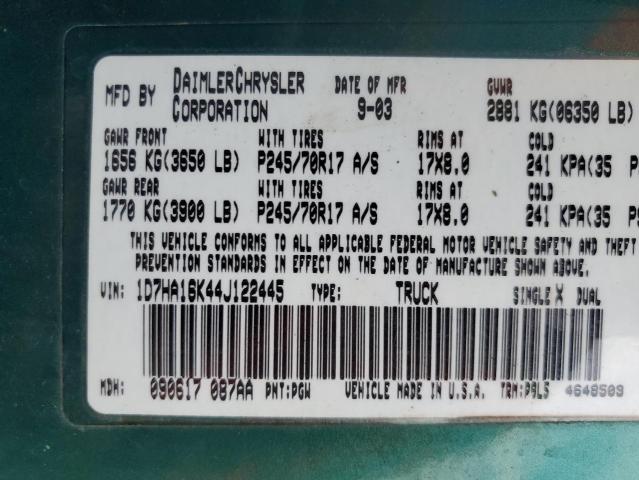 MFD BY DAIMLERCHRYSLER CORPORATION DATE OF MFR 9-03 GVWR 2881 KG(06350 LB)
GAWR FRONT WITH TIRES RIMS AT COLD
1656 KG(3650 LB) P245/70R17 A/S 17X8.0 241 KPA(35 PS
GAWR REAR WITH TIRES RIMS AT COLD
1770 KG(3900 LB) P245/70R17 A/S 17X8.0 241 KPA(35 PS
THIS VEHICLE CONFORMS TO ALL APPLICABLE FEDERAL MOTOR VEHICLE SAFETY AND THEFT
PREVENTION STANDARDS IN EFFECT ON THE DATE OF MANUFACTURE SHOWN ABOVE.
VIN: 1D7HA16K44J122445 TYPE: TRUCK SINGLE X DUAL
MDH: 090617 087AA PNT:PGW VEHICLE MADE IN U.S.A. TRM:P9L5 4648509